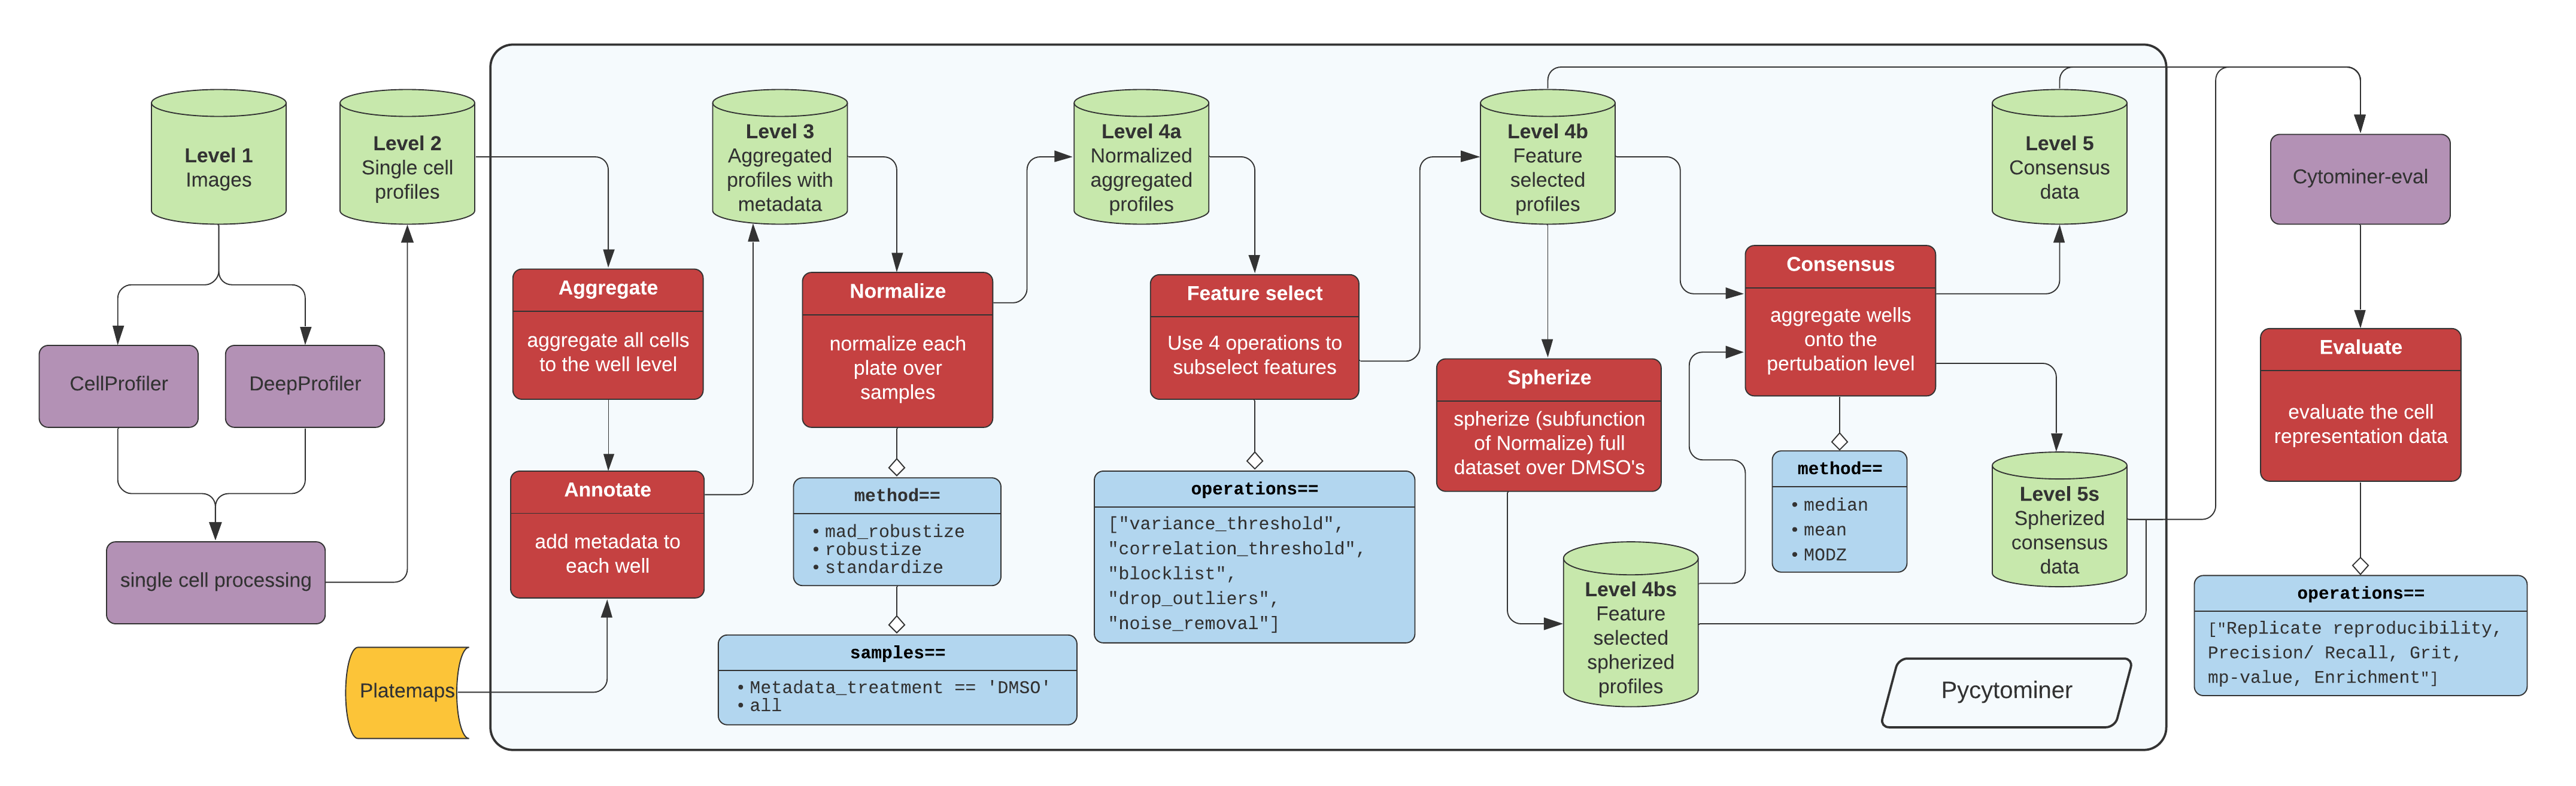 Level 1
Images
CellProfiler
DeepProfiler
single cell processing
Level 2
Single cell
profiles
Platemaps
Aggregate
aggregate all cells
to the well level
Annotate
add metadata to
each well
Level 3
Aggregated
profiles with
metadata
Normalize
normalize each
plate over
samples
method==
• mad_robustize
• robustize
• standardize
samples==
• Metadata_treatment == 'DMSO'
• all
Level 4a
Normalized
aggregated
profiles
Feature select
Use 4 operations to
subselect features
operations==
["variance_threshold",
"correlation_threshold",
"blocklist",
"drop_outliers",
"noise_removal"]
Level 4b
Feature
selected
profiles
Spherize
spherize (subfunction
of Normalize) full
dataset over DMSO's
Level 4bs
Feature
selected
spherized
profiles
Consensus
aggregate wells
onto the
pertubation level
method==
• median
• mean
• MODZ
Level 5
Consensus
data
Level 5s
Spherized
consensus
data
Pycytominer
Cytominer-eval
Evaluate
evaluate the cell
representation data
operations==
["Replicate reproducibility,
Precision/ Recall, Grit,
mp-value, Enrichment"]